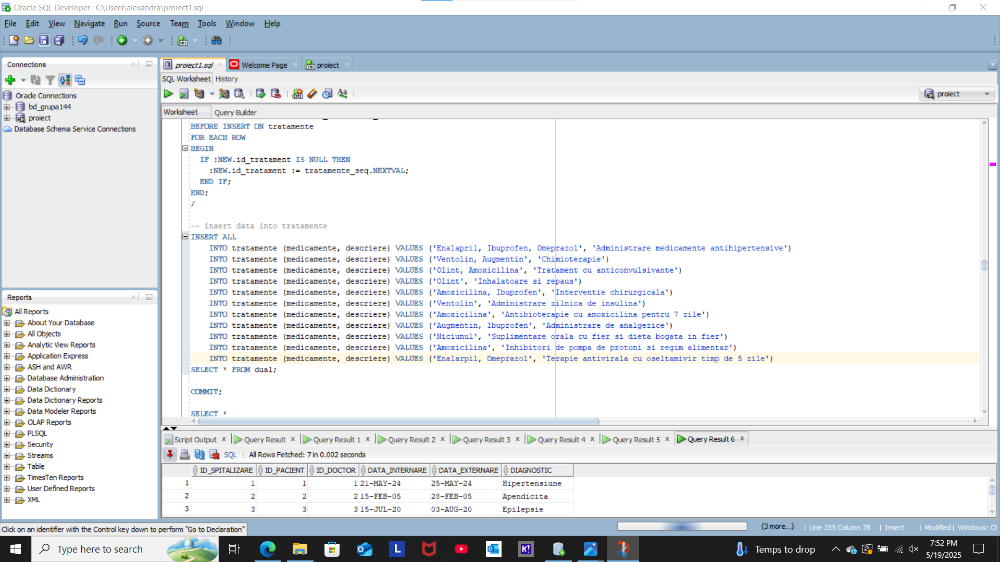 Oracle SQL Developer : C:\Users\alexandra\proiect1.sql
File Edit View Navigate Run Source Team Tools Window Help
Connections
Oracle Connections
bd_grupa144
proiect
Database Schema Service Connections
Reports
All Reports
About Your Database
All Objects
Analytic View Reports
Application Express
ASH and AWR
Database Administration
Data Dictionary
Data Dictionary Reports
Data Modeler Reports
OLAP Reports
PLSQL
Security
Streams
Table
TimesTen Reports
User Defined Reports
XML
proiect1.sql Welcome Page proiect
SQL Worksheet History
proiect
Worksheet Query Builder
BEFORE INSERT ON tratamente
FOR EACH ROW
BEGIN
IF :NEW.id_tratament IS NULL THEN
:NEW.id_tratament := tratamente_seq.NEXTVAL;
END IF;
END;
/
-- insert data into tratamente
INSERT ALL
INTO tratamente (medicamente, descriere) VALUES ('Enalapril, Ibuprofen, Omeprazol', 'Administrare medicamente antihipertensive')
INTO tratamente (medicamente, descriere) VALUES ('Ventolin, Augmentin', 'Chimioterapie')
INTO tratamente (medicamente, descriere) VALUES ('Olint, Amoxicilina', 'Tratament cu anticonvulsivante')
INTO tratamente (medicamente, descriere) VALUES ('Olint', 'Inhalatoare si repaus')
INTO tratamente (medicamente, descriere) VALUES ('Amoxicilina, Ibuprofen', 'Interventie chirurgicala')
INTO tratamente (medicamente, descriere) VALUES ('Ventolin', 'Administrare zilnica de insulina')
INTO tratamente (medicamente, descriere) VALUES ('Amoxicilina', 'Antibioterapie cu amoxicilina pentru 7 zile')
INTO tratamente (medicamente, descriere) VALUES ('Augmentin, Ibuprofen', 'Administrare de analgezice')
INTO tratamente (medicamente, descriere) VALUES ('Niciunul', 'Suplimentare orala cu fier si dieta bogata in fier')
INTO tratamente (medicamente, descriere) VALUES ('Amoxicilina', 'Inhibitori de pompa de protoni si regim alimentar')
INTO tratamente (medicamente, descriere) VALUES ('Enalarpil, Omeprazol', 'Terapie antivirala cu oseltamivir timp de 5 zile')
SELECT * FROM dual;
COMMIT;
SELECT *
Script Output Query Result Query Result 1 Query Result 2 Query Result 3 Query Result 4 Query Result 5 Query Result 6
SQL All Rows Fetched: 7 in 0.002 seconds
ID_SPITALIZARE ID_PACIENT ID_DOCTOR DATA_INTERNARE DATA_EXTERNARE DIAGNOSTIC
1 1 1 1 21-MAY-24 25-MAY-24 Hipertensiune
2 2 2 2 15-FEB-05 28-FEB-05 Apendicita
3 3 3 3 15-JUL-20 03-AUG-20 Epilepsie
Click on an identifier with the Control key down to perform "Go to Declaration"
(3 more...) | Line 355 Column 78 | Insert | Modified | Windows: CF
Type here to search
L
K!
Temps to drop
7:52 PM
5/19/2025